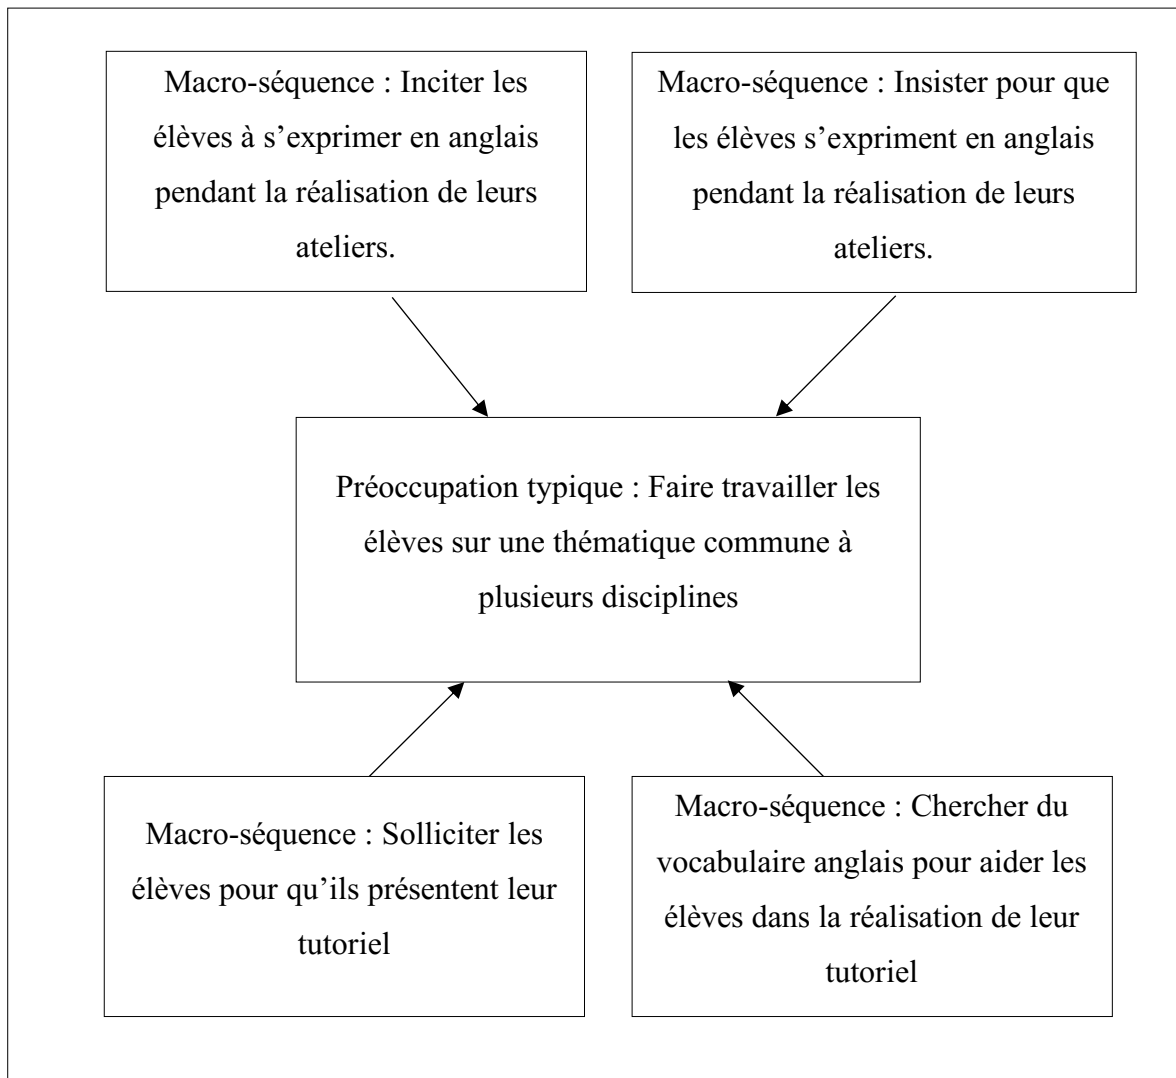 Macro-séquence : Inciter les
élèves à s’exprimer en anglais
pendant la réalisation de leurs
ateliers.
Macro-séquence : Insister pour que
les élèves s’expriment en anglais
pendant la réalisation de leurs
ateliers.
Préoccupation typique : Faire travailler les
élèves sur une thématique commune à
plusieurs disciplines
Macro-séquence : Solliciter les
élèves pour qu’ils présentent leur
tutoriel
Macro-séquence : Chercher du
vocabulaire anglais pour aider les
élèves dans la réalisation de leur
tutoriel